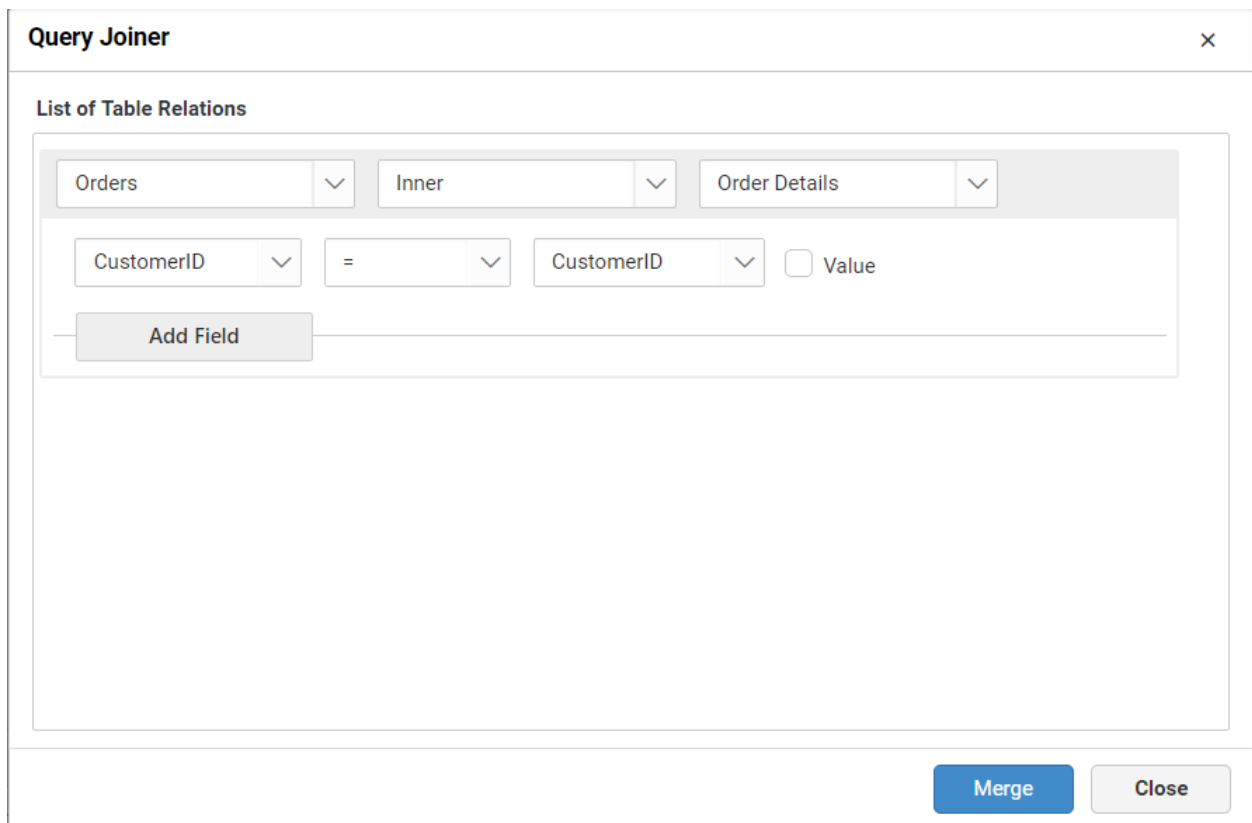 Query Joiner ×
List of Table Relations
Orders Inner Order Details
CustomerID = CustomerID Value
Add Field
Merge Close